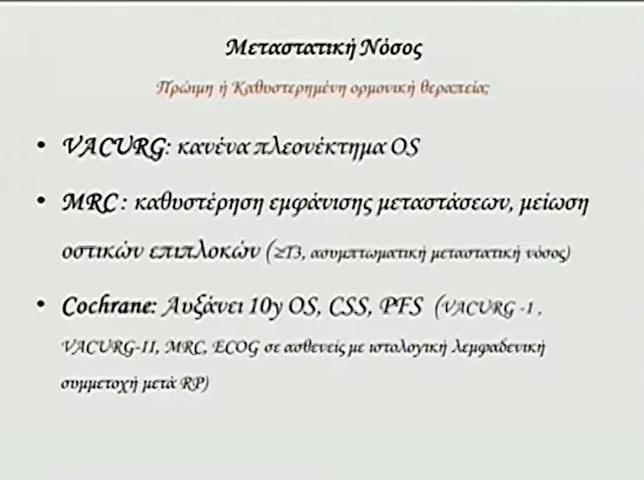 Μεταστατική Νόσος
Πρώιμη ή Καθυστερημένη ορμονική θεραπεία;
• VACURG: κανένα πλεονέκτημα OS
• MRC : καθυστέρηση εμφάνισης μεταστάσεων, μείωση
οστικών επιπλοκών (≥T3, ασυμπτωματική μεταστατική νόσος)
• Cochrane: Αυξάνει 10y OS, CSS, PFS (VACURG -I ,
VACURG-II, MRC, ECOG σε ασθενείς με ιστολογική λεμφαδενική
συμμετοχή μετά RP)